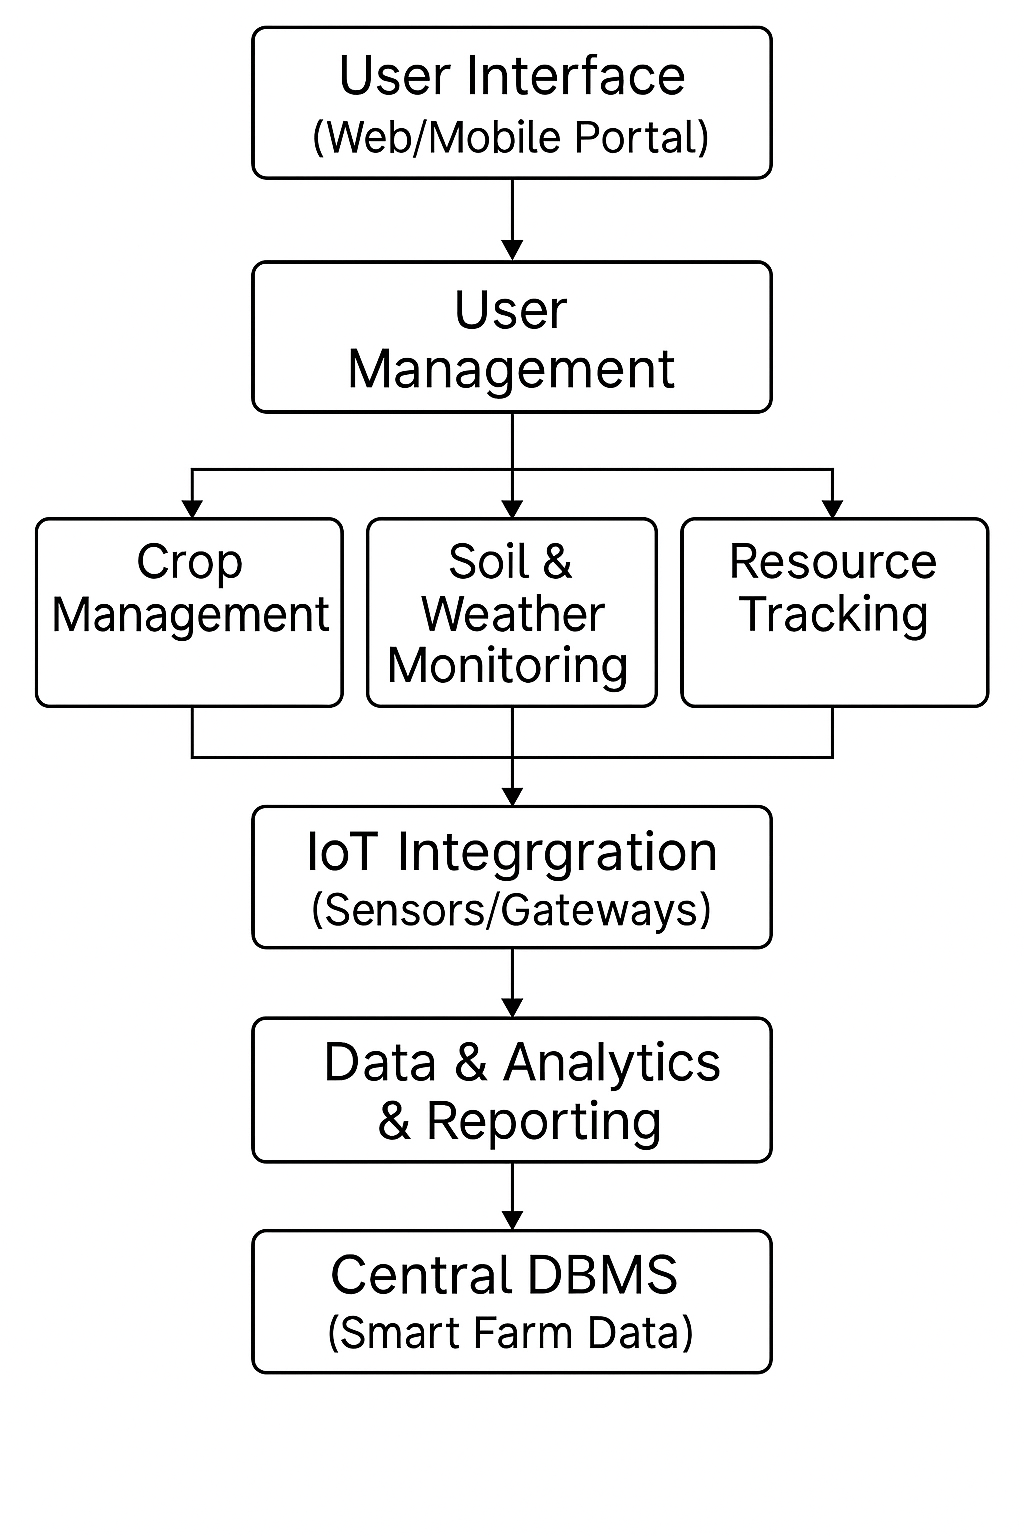 User Interface
(Web/Mobile Portal)
User
Management
Crop
Management
Soil &
Weather
Monitoring
Resource
Tracking
IoT Integrgration
(Sensors/Gateways)
Data & Analytics
& Reporting
Central DBMS
(Smart Farm Data)